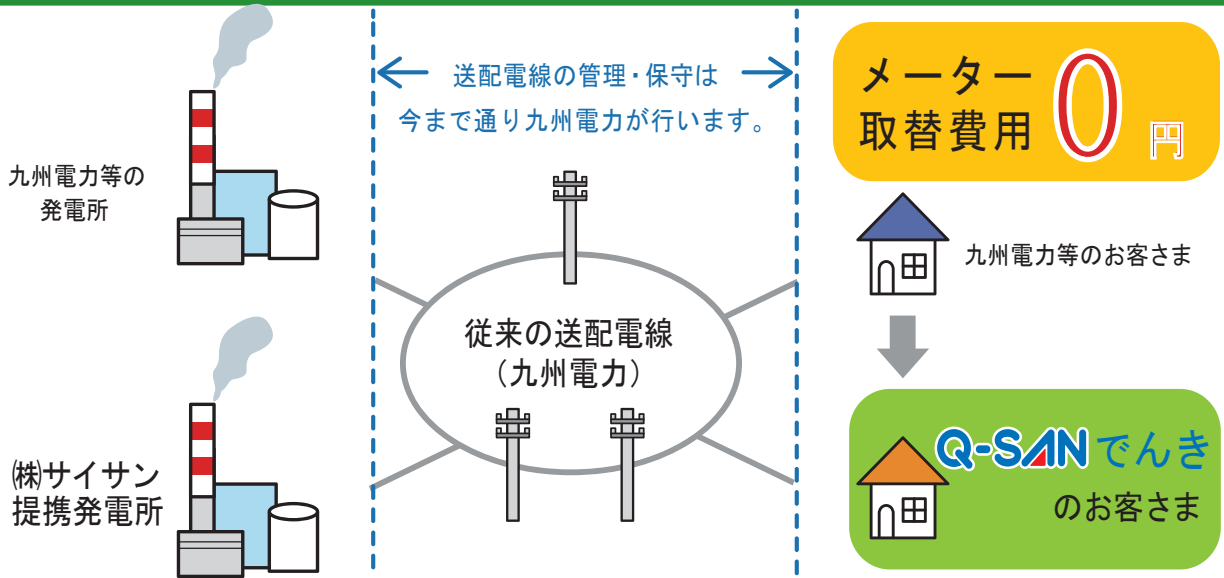 九州電力等の
発電所
㈱サイサン
提携発電所
送配電線の管理・保守は
今まで通り九州電力が行います。
従来の送配電線
（九州電力）
メーター
取替費用 0円
九州電力等のお客さま
Q-SANでんき
のお客さま